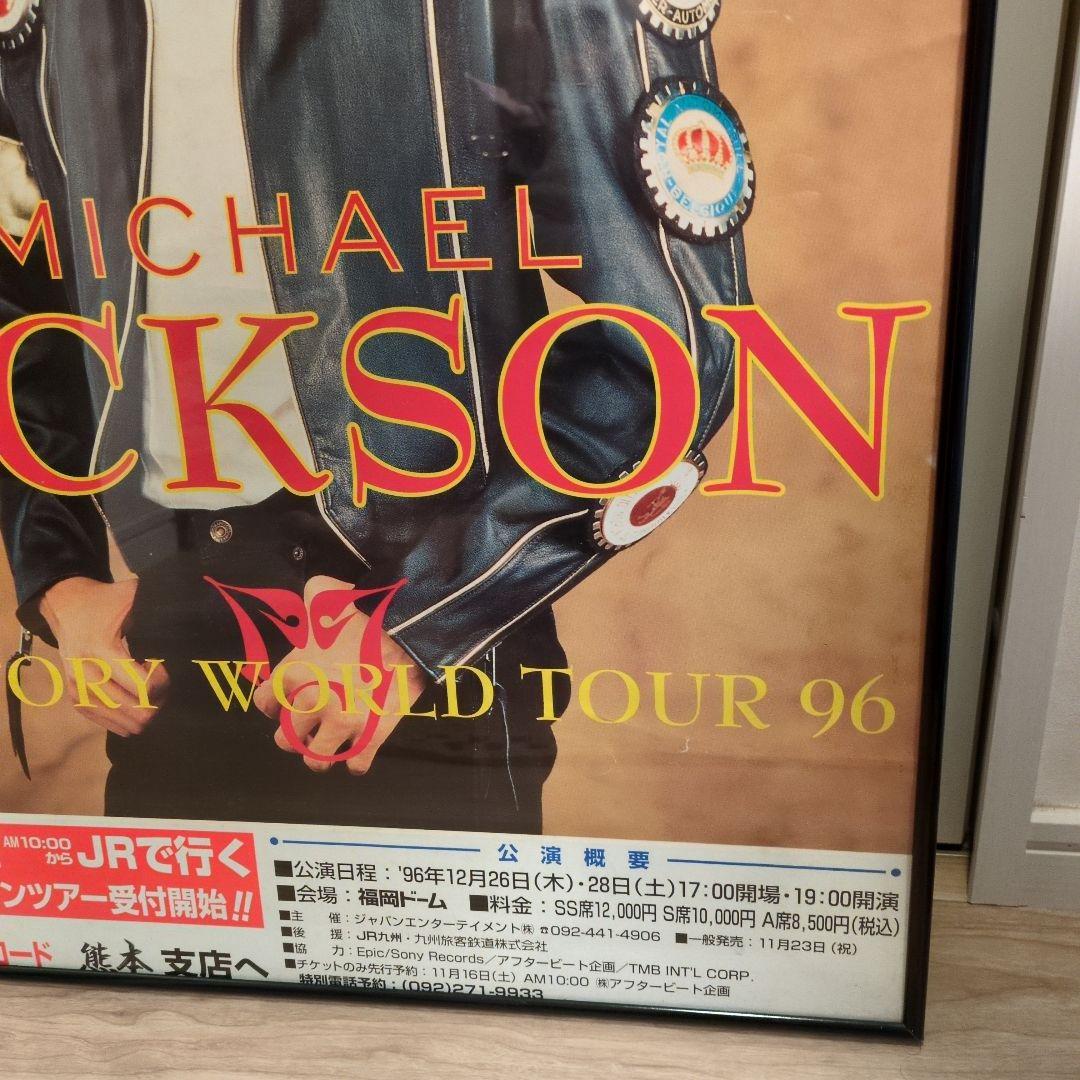 MICHAEL
CKSON
ORY WORLD TOUR 96
AM10:00から JRで行く
ンツアー受付開始!!
コード
熊本 支店へ
公演概要
■公演日程：'96年12月26日(木)・28日(土)17:00開場・19:00開演
■会場：福岡ドーム ■料金：SS席12,000円 S席10,000円 A席8,500円(税込)
■主 催：ジャパンエンターテイメント㈱ ☎092-441-4906 ■一般発売：11月23日(祝)
■後 援：JR九州・九州旅客鉄道株式会社
■協 力：Epic/Sony Records／アフタービート企画／TMB INT'L CORP.
■チケットのみ先行予約：11月16日(土) AM10:00 ㈱アフタービート企画
特別電話予約：(092)271-9933